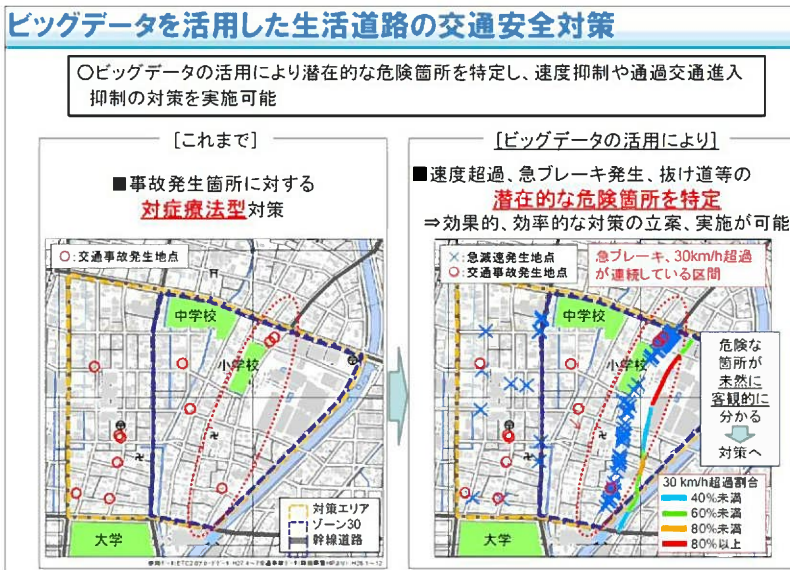 ビッグデータを活用した生活道路の交通安全対策
○ビッグデータの活用により潜在的な危険箇所を特定し、速度抑制や通過交通進入
抑制の対策を実施可能
[これまで]
■事故発生箇所に対する
対症療法型対策
○:交通事故発生地点
中学校
小学校
大学
対策エリア
ゾーン30
幹線道路
[ビッグデータの活用により]
■速度超過、急ブレーキ発生、抜け道等の
潜在的な危険箇所を特定
⇒効果的、効率的な対策の立案、実施が可能
×:急減速発生地点
○:交通事故発生地点
急ブレーキ、30km/h超過
が連続している区間
中学校
小学校
大学
危険な
箇所が
未然に
客観的に
分かる
対策へ
30 km/h超過割合
40%未満
60%未満
80%未満
80%以上